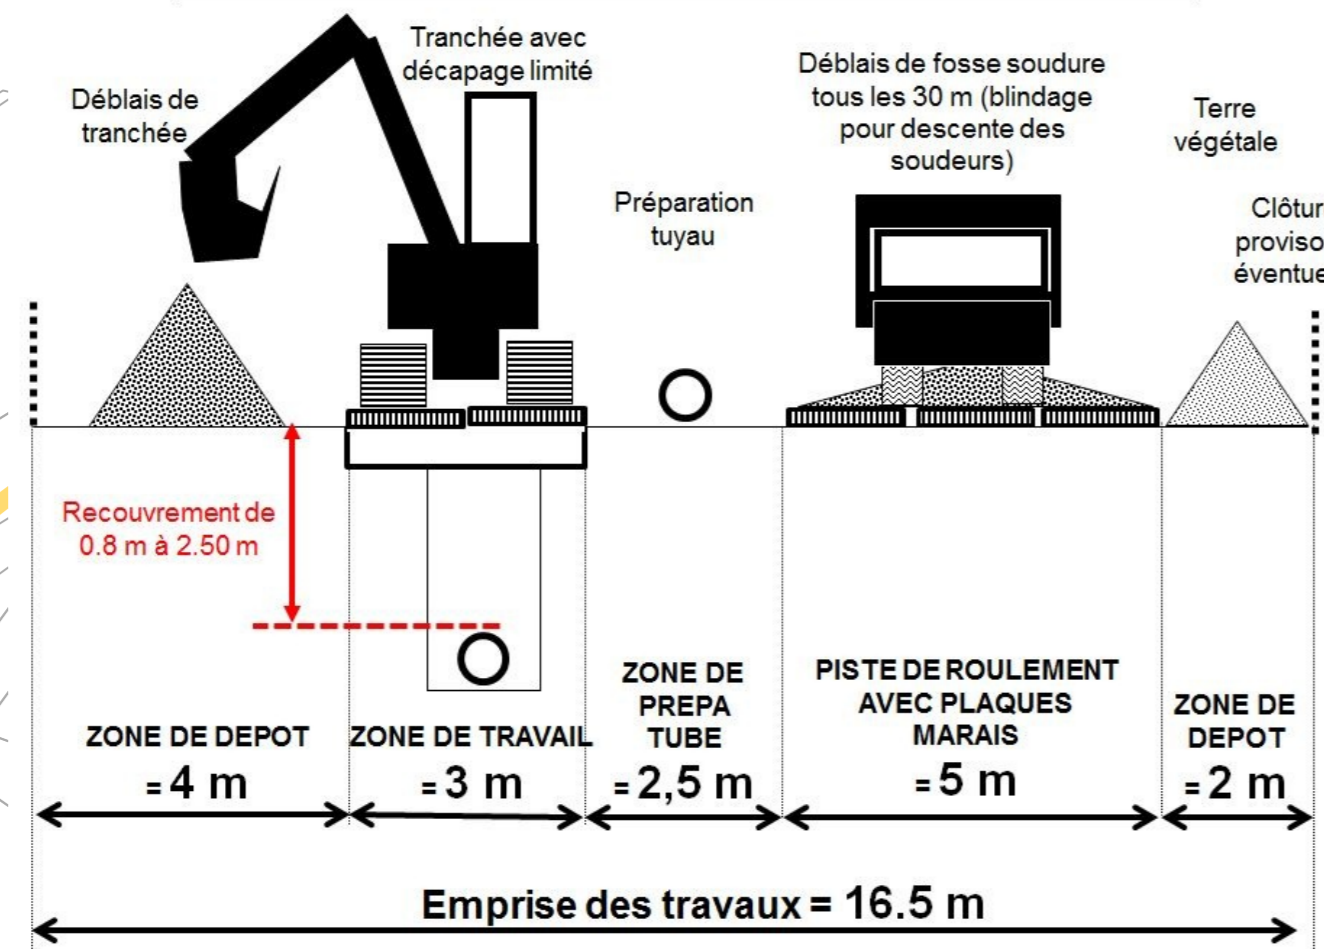 Tranchée avec
décapage limité
Déblais de
tranchée
Déblais de fosse soudure
tous les 30 m (blindage
pour descente des
soudeurs)
Terre
végétale
Préparation
tuyau
Clôtur
proviso
éventue
Recouvrement de
0.8 m à 2.50 m
ZONE DE DEPOT
= 4 m
ZONE DE TRAVAIL
= 3 m
ZONE DE
PREPA
TUBE
= 2,5 m
PISTE DE ROULEMENT
AVEC PLAQUES
MARAIS
= 5 m
ZONE DE
DEPOT
= 2 m
Emprise des travaux = 16.5 m